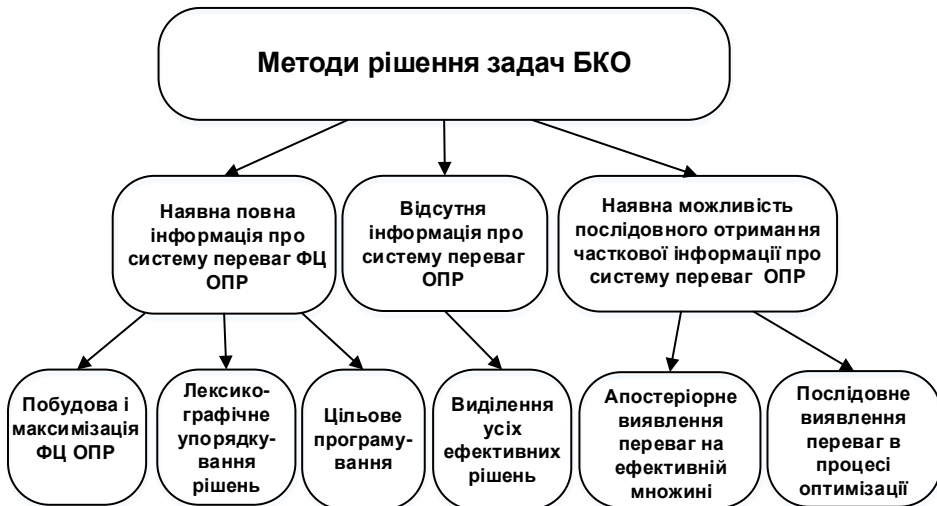 Методи рішення задач БКО
Наявна повна
інформація про
систему переваг ФЦ
ОПР
Відсутня
інформація про
систему переваг
ОПР
Наявна можливість
послідовного отримання
часткової інформації про
систему переваг ОПР
Побудова і
максимізація
ФЦ ОПР
Лексико-
графічне
упорядку-
вання
рішень
Цільове
програму-
вання
Виділення
усіх
ефективних
рішень
Апостеріорне
виявлення
переваг на
ефективній
множині
Послідовне
виявлення
переваг в
процесі
оптимізації